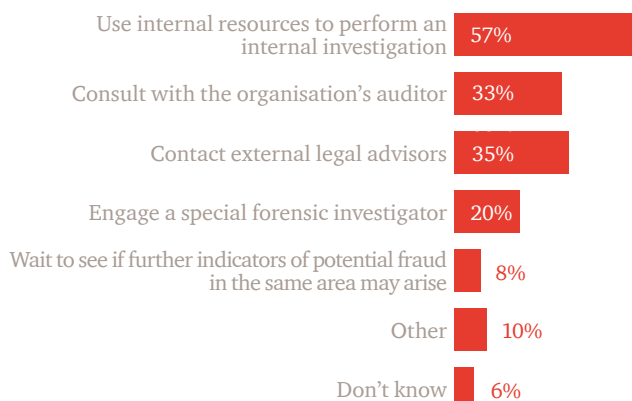 Use internal resources to perform an
internal investigation
57%
Consult with the organisation's auditor
33%
Contact external legal advisors
35%
Engage a special forensic investigator
20%
Wait to see if further indicators of potential fraud
in the same area may arise
8%
Other
10%
Don't know
6%